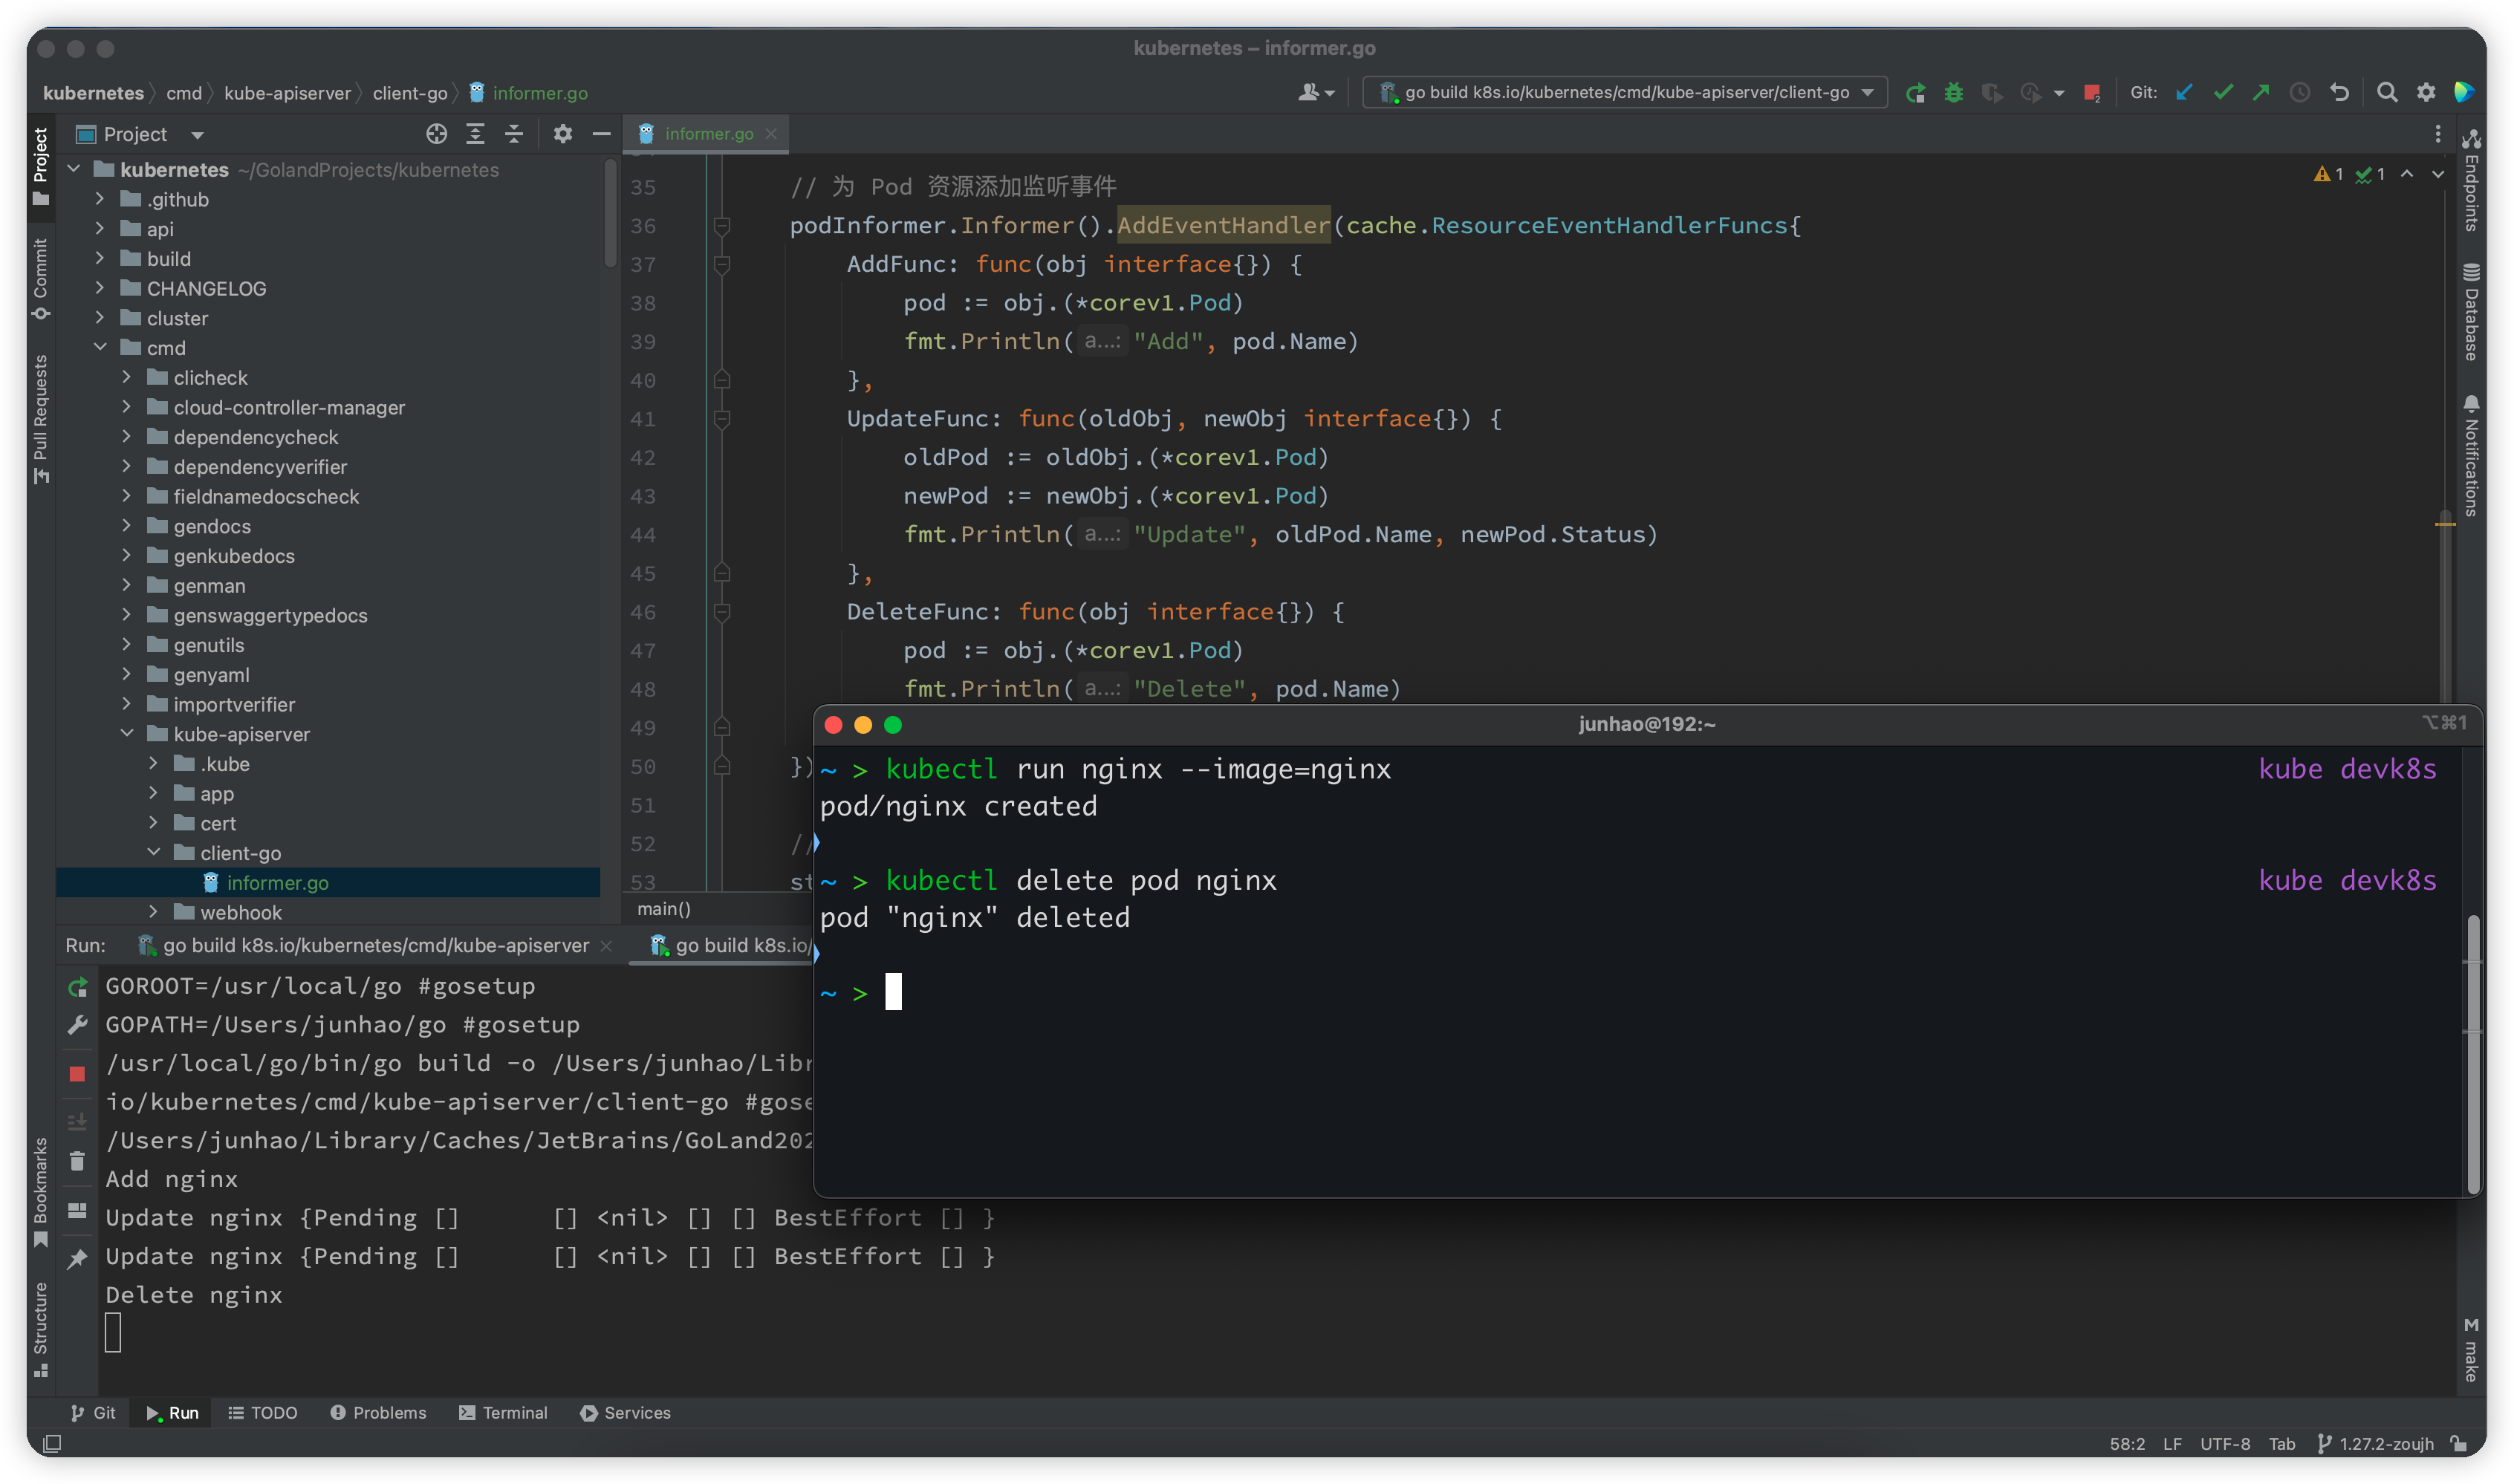 kubernetes – informer.go
kubernetes cmd kube-apiserver client-go informer.go
go build k8s.io/kubernetes/cmd/kube-apiserver/client-go
2
Git:
Project
informer.go
Project
Commit
Pull Requests
Bookmarks
Structure
kubernetes ~/GolandProjects/kubernetes
.github
api
build
CHANGELOG
cluster
cmd
clicheck
cloud-controller-manager
dependencycheck
dependencyverifier
fieldnamedocscheck
gendocs
genkubedocs
genman
genswaggertypedocs
genutils
genyaml
importverifier
kube-apiserver
.kube
app
cert
client-go
informer.go
webhook
1 1
35 // 为 Pod 资源添加监听事件
36 podInformer.Informer().AddEventHandler(cache.ResourceEventHandlerFuncs{
37 AddFunc: func(obj interface{}) {
38 pod := obj.(*corev1.Pod)
39 fmt.Println( a...: "Add", pod.Name)
40 },
41 UpdateFunc: func(oldObj, newObj interface{}) {
42 oldPod := oldObj.(*corev1.Pod)
43 newPod := newObj.(*corev1.Pod)
44 fmt.Println( a...: "Update", oldPod.Name, newPod.Status)
45 },
46 DeleteFunc: func(obj interface{}) {
47 pod := obj.(*corev1.Pod)
48 fmt.Println( a...: "Delete", pod.Name)
49
50 })
51
52 //
53 st
main()
Endpoints
Database
Notifications
make
junhao@192:~
⌥⌘1
~ > kubectl run nginx --image=nginx kube devk8s
pod/nginx created
~ > kubectl delete pod nginx kube devk8s
pod "nginx" deleted
~ >
Run: go build k8s.io/kubernetes/cmd/kube-apiserver go build k8s.io/
GOROOT=/usr/local/go #gosetup
GOPATH=/Users/junhao/go #gosetup
/usr/local/go/bin/go build -o /Users/junhao/Libr
io/kubernetes/cmd/kube-apiserver/client-go #gose
/Users/junhao/Library/Caches/JetBrains/GoLand202
Add nginx
Update nginx {Pending [] [] <nil> [] [] BestEffort [] }
Update nginx {Pending [] [] <nil> [] [] BestEffort [] }
Delete nginx
Git Run TODO Problems Terminal Services
58:2 LF UTF-8 Tab 1.27.2-zoujh